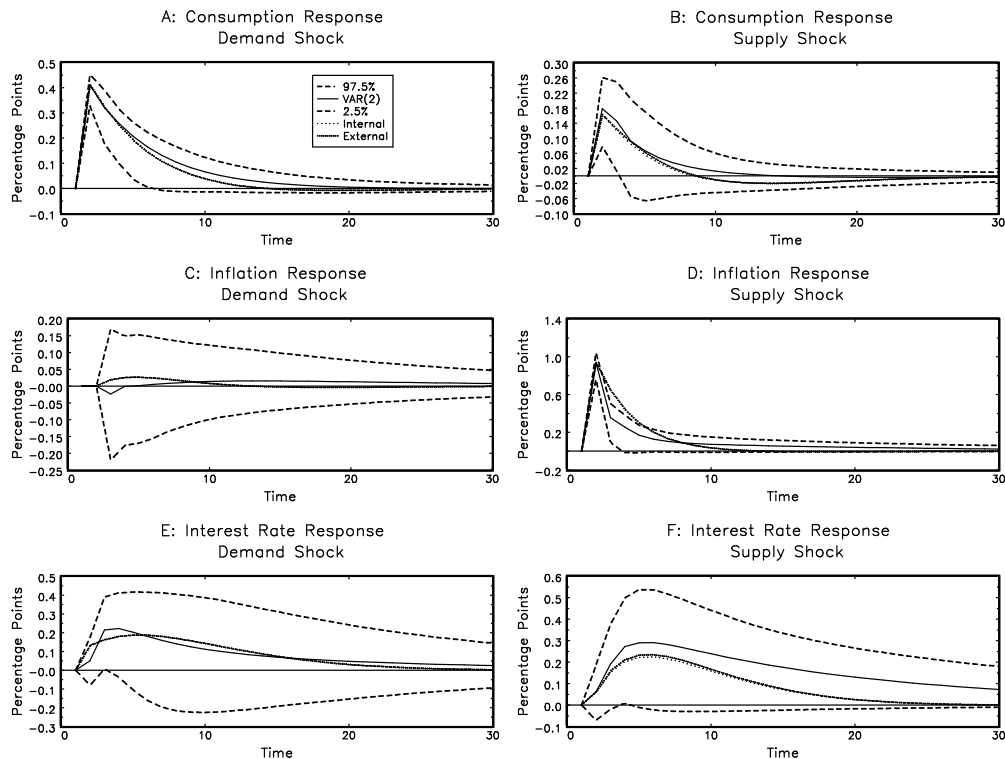 A: Consumption Response
Demand Shock
Percentage Points
0.5
0.4
0.3
0.2
0.1
0.0
−0.1
0
10
20
30
Time
97.5%
VAR(2)
2.5%
Internal
External
B: Consumption Response
Supply Shock
Percentage Points
0.30
0.26
0.22
0.18
0.14
0.10
0.06
0.02
−0.02
−0.06
−0.10
0
10
20
30
Time
C: Inflation Response
Demand Shock
Percentage Points
0.20
0.15
0.10
0.05
−0.00
−0.05
−0.10
−0.15
−0.20
−0.25
0
10
20
30
Time
D: Inflation Response
Supply Shock
Percentage Points
1.4
1.0
0.6
0.2
−0.2
0
10
20
30
Time
E: Interest Rate Response
Demand Shock
Percentage Points
0.5
0.4
0.3
0.2
0.1
−0.0
−0.1
−0.2
−0.3
0
10
20
30
Time
F: Interest Rate Response
Supply Shock
Percentage Points
0.6
0.5
0.4
0.3
0.2
0.1
0.0
−0.1
0
10
20
30
Time